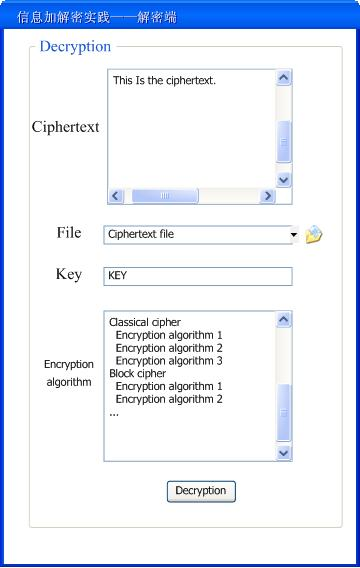 信息加解密实践——解密端
Decryption
Ciphertext
This Is the ciphertext.
File
Ciphertext file
Key
KEY
Encryption
algorithm
Classical cipher
Encryption algorithm 1
Encryption algorithm 2
Encryption algorithm 3
Block cipher
Encryption algorithm 1
Encryption algorithm 2
...
Decryption